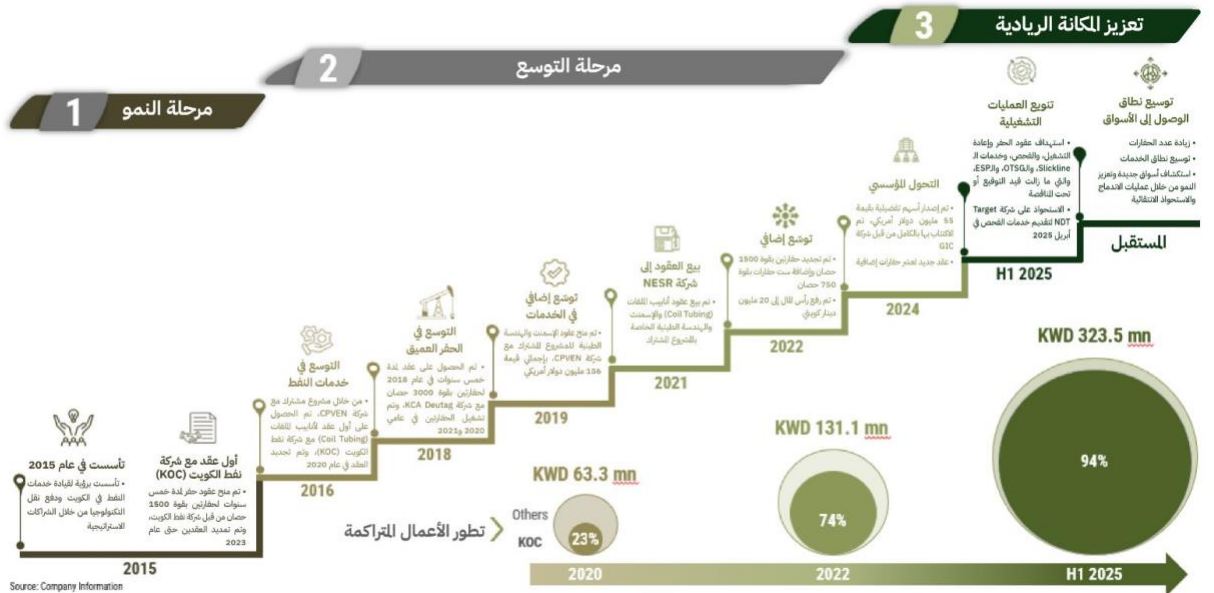 1 مرحلة النمو
2 مرحلة التوسع
3 تعزيز المكانة الريادية
تأسست في عام 2015
• تأسست برؤية لقيادة خدمات
النفط في الكويت ودفع نقل
التكنولوجيا من خلال الشراكات
الاستراتيجية
أول عقد مع شركة
نفط الكويت (KOC)
• تم منح عقود حفر لمدة خمس
سنوات لحفارتين بقوة 1500
حصان من قبل شركة نفط الكويت،
وتم تمديد العقدين حتى عام
2023
2015
التوسع في
خدمات النفط
• من خلال مشروع مشترك مع
شركة CPVEN، تم الحصول
على أول عقد لأنابيب الملفات
(Coil Tubing) مع شركة نفط
الكويت (KOC)، وتم تجديد
العقد في عام 2020
2016
التوسع في
الحفر العميق
• تم الحصول على عقد لمدة
خمس سنوات في عام 2018
لحفارتين بقوة 3000 حصان
مع شركة KCA Deutag، وتم
تشغيل الحفارتين في عامي
2020 و2021
2018
توسّع إضافي
في الخدمات
• تم منح عقود الإسمنت والهندسة
الطينية للمشروع المشترك مع
شركة CPVEN، بإجمالي قيمة
156 مليون دولار أمريكي
2019
بيع العقود إلى
شركة NESR
• تم بيع عقود أنابيب الملفات
(Coil Tubing) والإسمنت
والهندسة الطينية الخاصة
بالمشروع المشترك
2021
توسّع إضافي
• تم تجديد حفارتين بقوة 1500
حصان وإضافة ست حفارات بقوة
750 حصان
• تم رفع رأس المال إلى 20 مليون
دينار كويتي
2022
التحول المؤسسي
• تم إصدار أسهم تفضيلية بقيمة
55 مليون دولار أمريكي، تم
الاكتتاب بها بالكامل من قبل شركة
GIC
• عقد جديد لعشر حفارات إضافية
2024
تنويع العمليات
التشغيلية
• استهداف عقود الحفر وإعادة
التشغيل، والفحص، وخدمات الـ
Slickline، والـOTSG، والـESP،
والتي ما زالت قيد التوقيع أو
تحت المناقصة
• الاستحواذ على شركة Target
NDT لتقديم خدمات الفحص في
أبريل 2025
H1 2025
توسيع نطاق
الوصول إلى الأسواق
• زيادة عدد الحفارات
• توسيع نطاق الخدمات
• استكشاف أسواق جديدة وتعزيز
النمو من خلال عمليات الاندماج
والاستحواذ الانتقائية
المستقبل
تطور الأعمال المتراكمة
Others
KOC
KWD 63.3 mn
23%
2020
KWD 131.1 mn
74%
2022
KWD 323.5 mn
94%
H1 2025
Source: Company Information